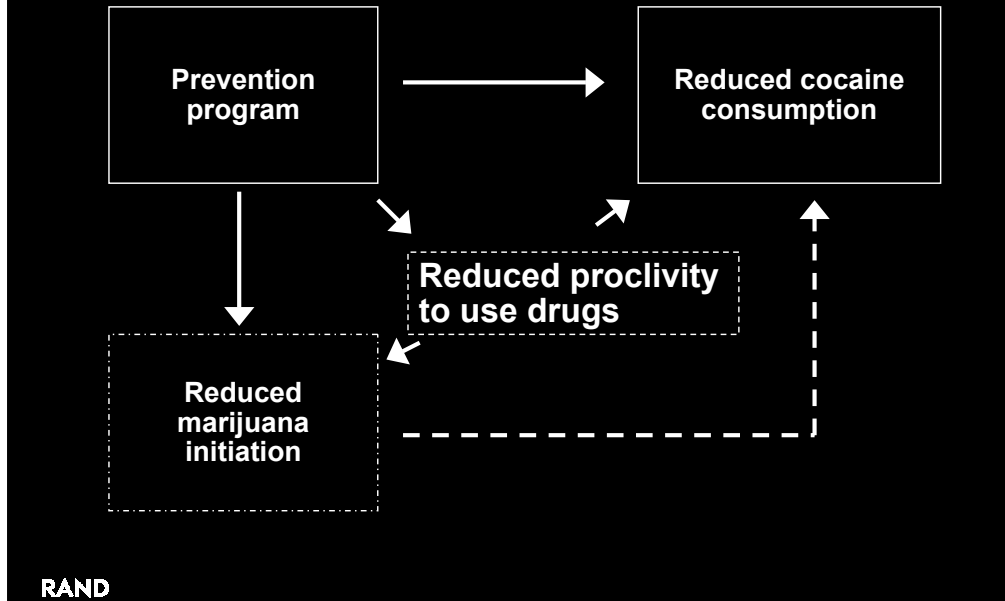 Prevention
program
Reduced cocaine
consumption
Reduced proclivity
to use drugs
Reduced
marijuana
initiation
RAND